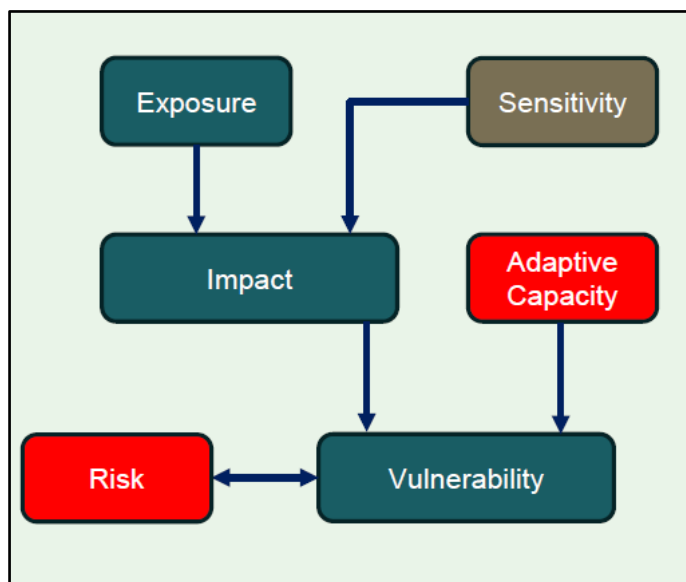 Exposure
Sensitivity
Impact
Adaptive
Capacity
Risk
Vulnerability